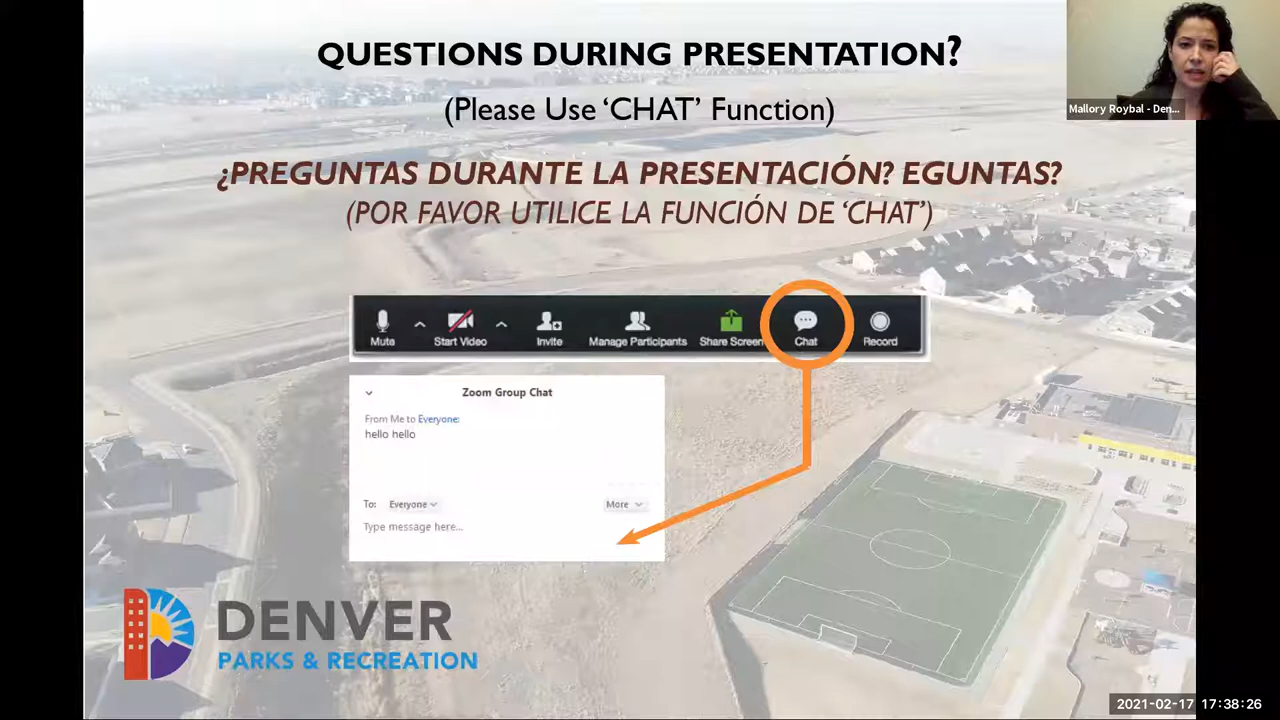 QUESTIONS DURING PRESENTATION?
(Please Use ‘CHAT’ Function)
Mallory Roybal - Den...
¿PREGUNTAS DURANTE LA PRESENTACIÓN? EGUNTAS?
(POR FAVOR UTILICE LA FUNCIÓN DE ‘CHAT’)
Mute Start Video Invite Manage Participants Share Screen Chat Record
Zoom Group Chat
From Me to Everyone:
hello hello
To: Everyone More
Type message here...
DENVER
PARKS & RECREATION
2021-02-17 17:38:26